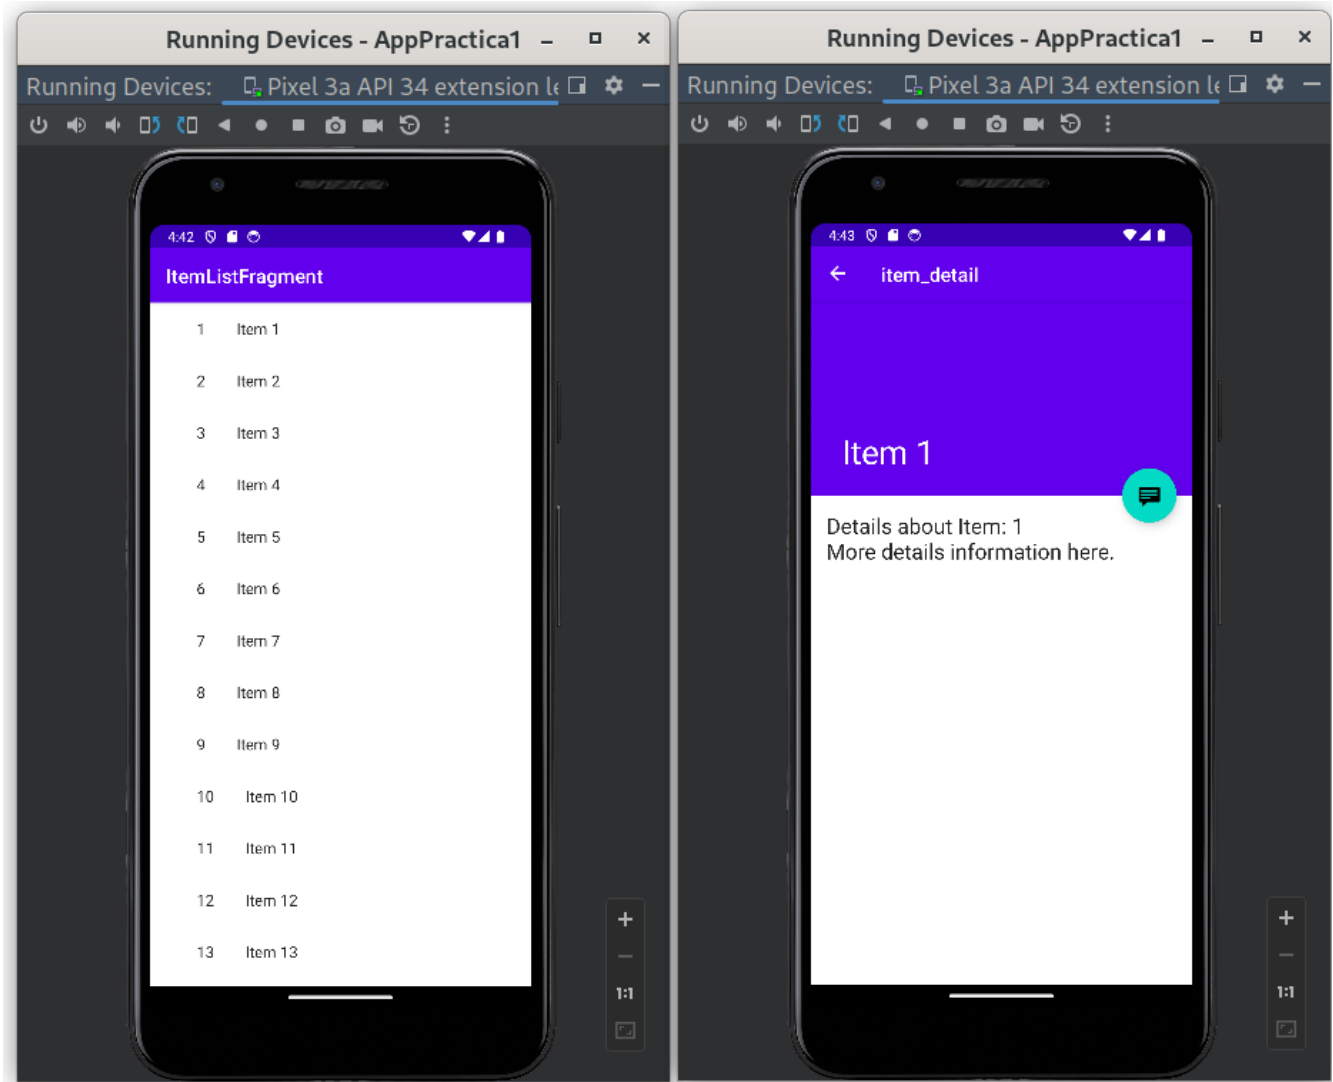 Running Devices - AppPractica1
Running Devices: Pixel 3a API 34 extension le
4:42
ItemListFragment
1 Item 1
2 Item 2
3 Item 3
4 Item 4
5 Item 5
6 Item 6
7 Item 7
8 Item 8
9 Item 9
10 Item 10
11 Item 11
12 Item 12
13 Item 13
1:1
Running Devices - AppPractica1
Running Devices: Pixel 3a API 34 extension le
4:43
item_detail
Item 1
Details about Item: 1
More details information here.
1:1